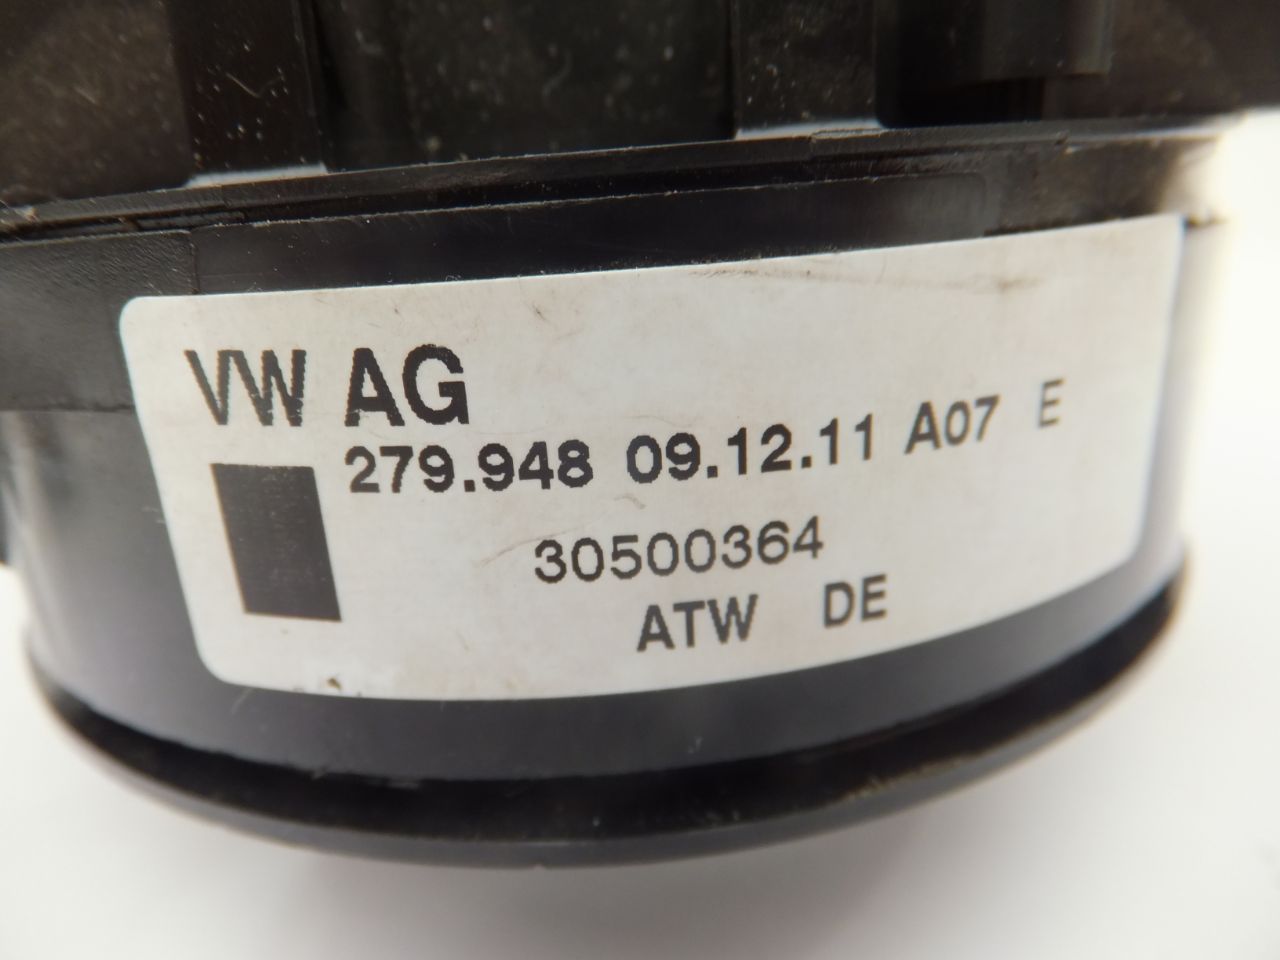 VW AG
279.948 09.12.11 A07 E
30500364
ATW DE